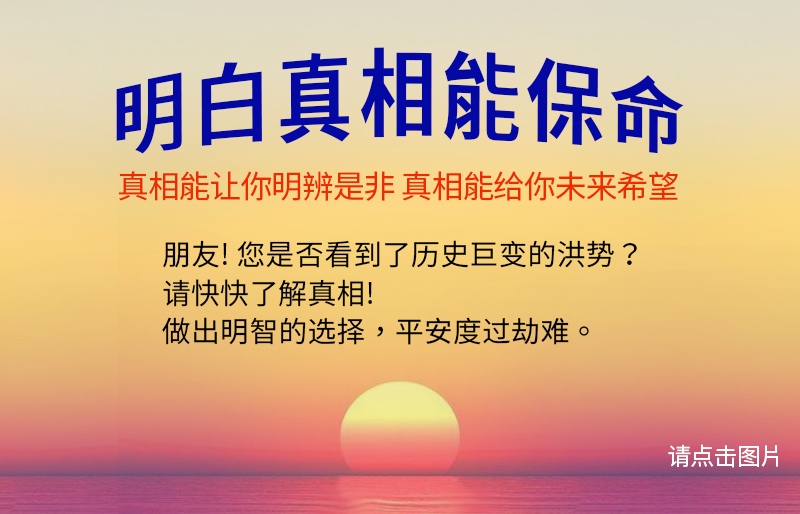 明白真相能保命
真相能让你明辨是非 真相能给你未来希望
朋友! 您是否看到了历史巨变的洪势？
请快快了解真相!
做出明智的选择，平安度过劫难。
请点击图片